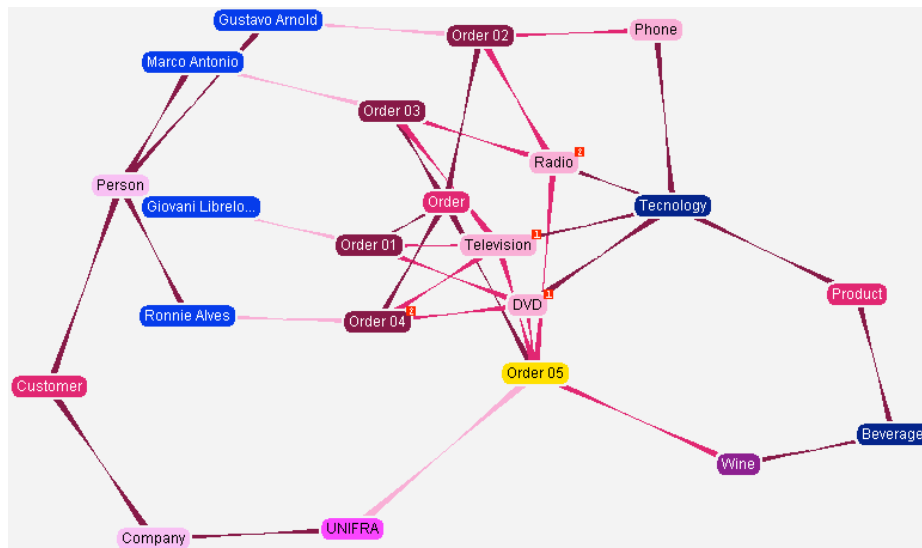 Gustavo Arnold
Order 02
Phone
Marco Antonio
Order 03
Radio
2
Person
Giovani Librelo...
Order
Tecnology
Order 01
Television
1
DVD
1
Product
Ronnie Alves
Order 04
2
Order 05
Customer
Beverage
Wine
UNIFRA
Company